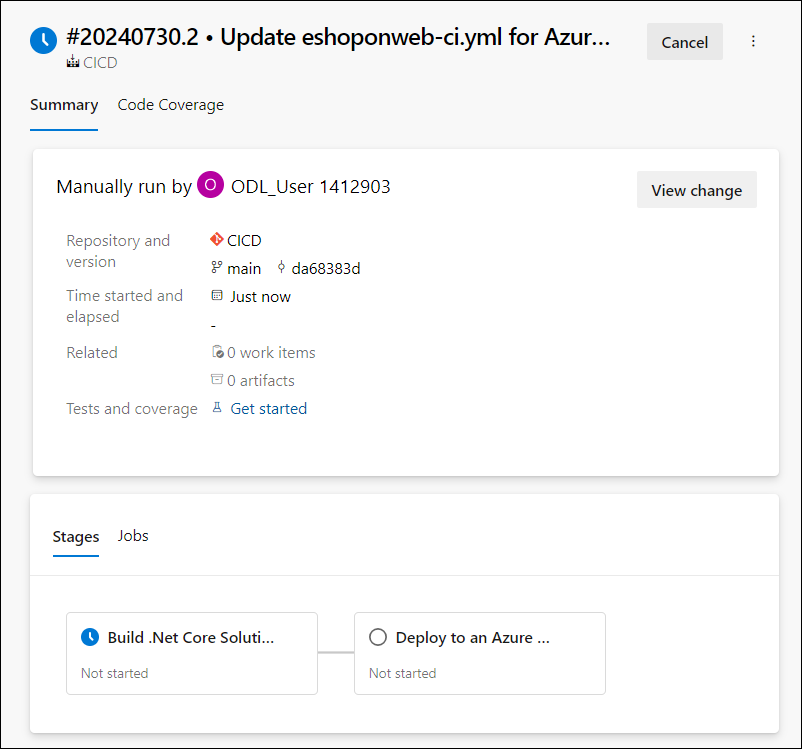 #20240730.2 • Update eshoponweb-ci.yml for Azur...
Cancel
CICD
Summary
Code Coverage
Manually run by O ODL_User 1412903
View change
Repository and version
CICD
main
da68383d
Time started and elapsed
Just now
-
Related
0 work items
0 artifacts
Tests and coverage
Get started
Stages
Jobs
Build .Net Core Soluti...
Not started
Deploy to an Azure ...
Not started